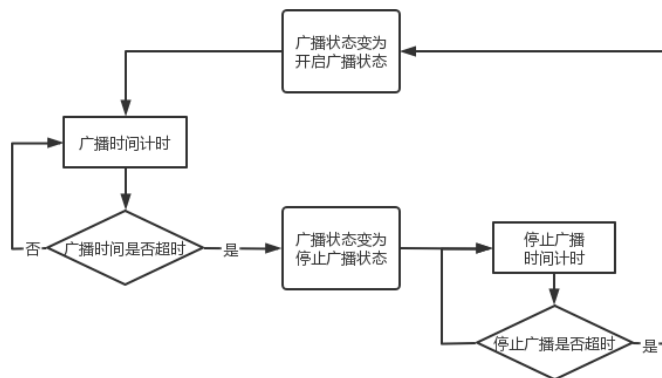 广播状态变为
开启广播状态
广播时间计时
广播时间是否超时
否
是
广播状态变为
停止广播状态
停止广播
时间计时
停止广播是否超时
是